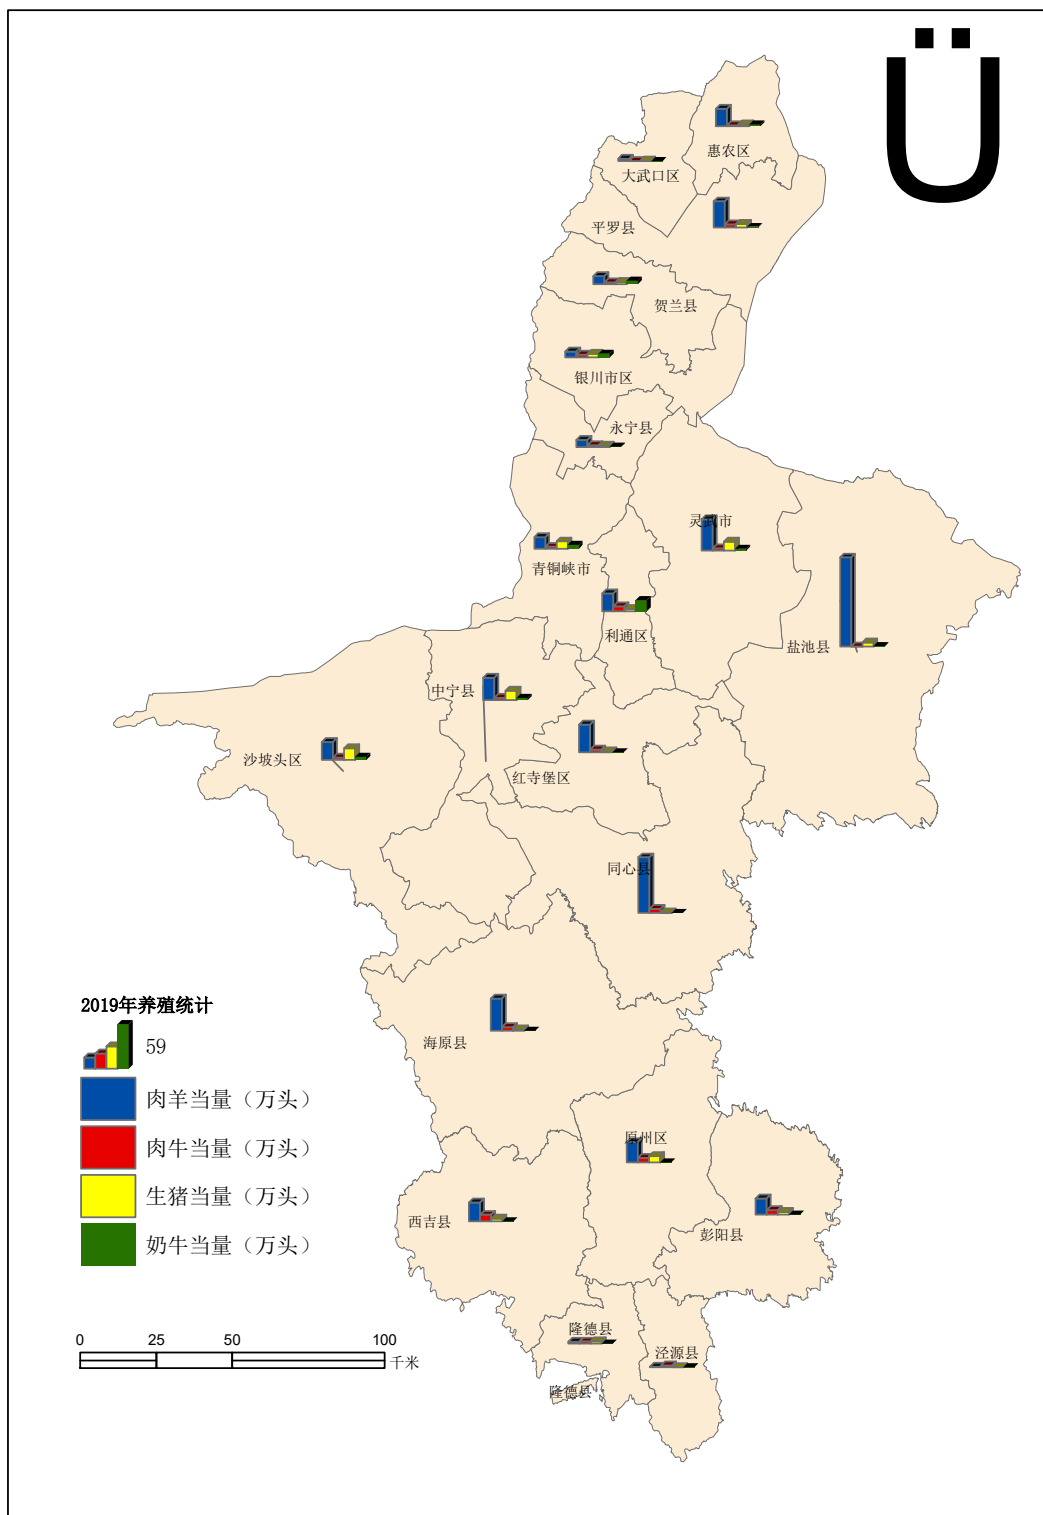 Ü
惠农区
大武口区
平罗县
贺兰县
银川市区
永宁县
灵武市
青铜峡市
利通区
盐池县
中宁县
沙坡头区
红寺堡区
同心县
2019年养殖统计
59
海原县
肉羊当量（万头）
肉牛当量（万头）
原州区
生猪当量（万头）
西吉县
彭阳县
奶牛当量（万头）
隆德县
泾源县
0 25 50 100
千米
隆德县